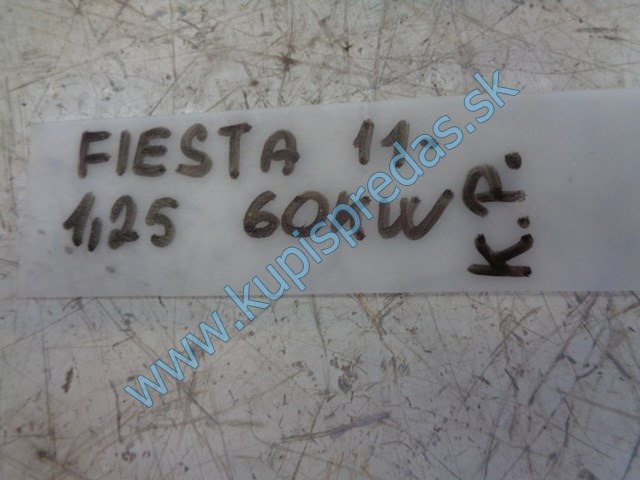 FIESTA 11.
1,25 60KW
K.P.
www.kupispredas.sk